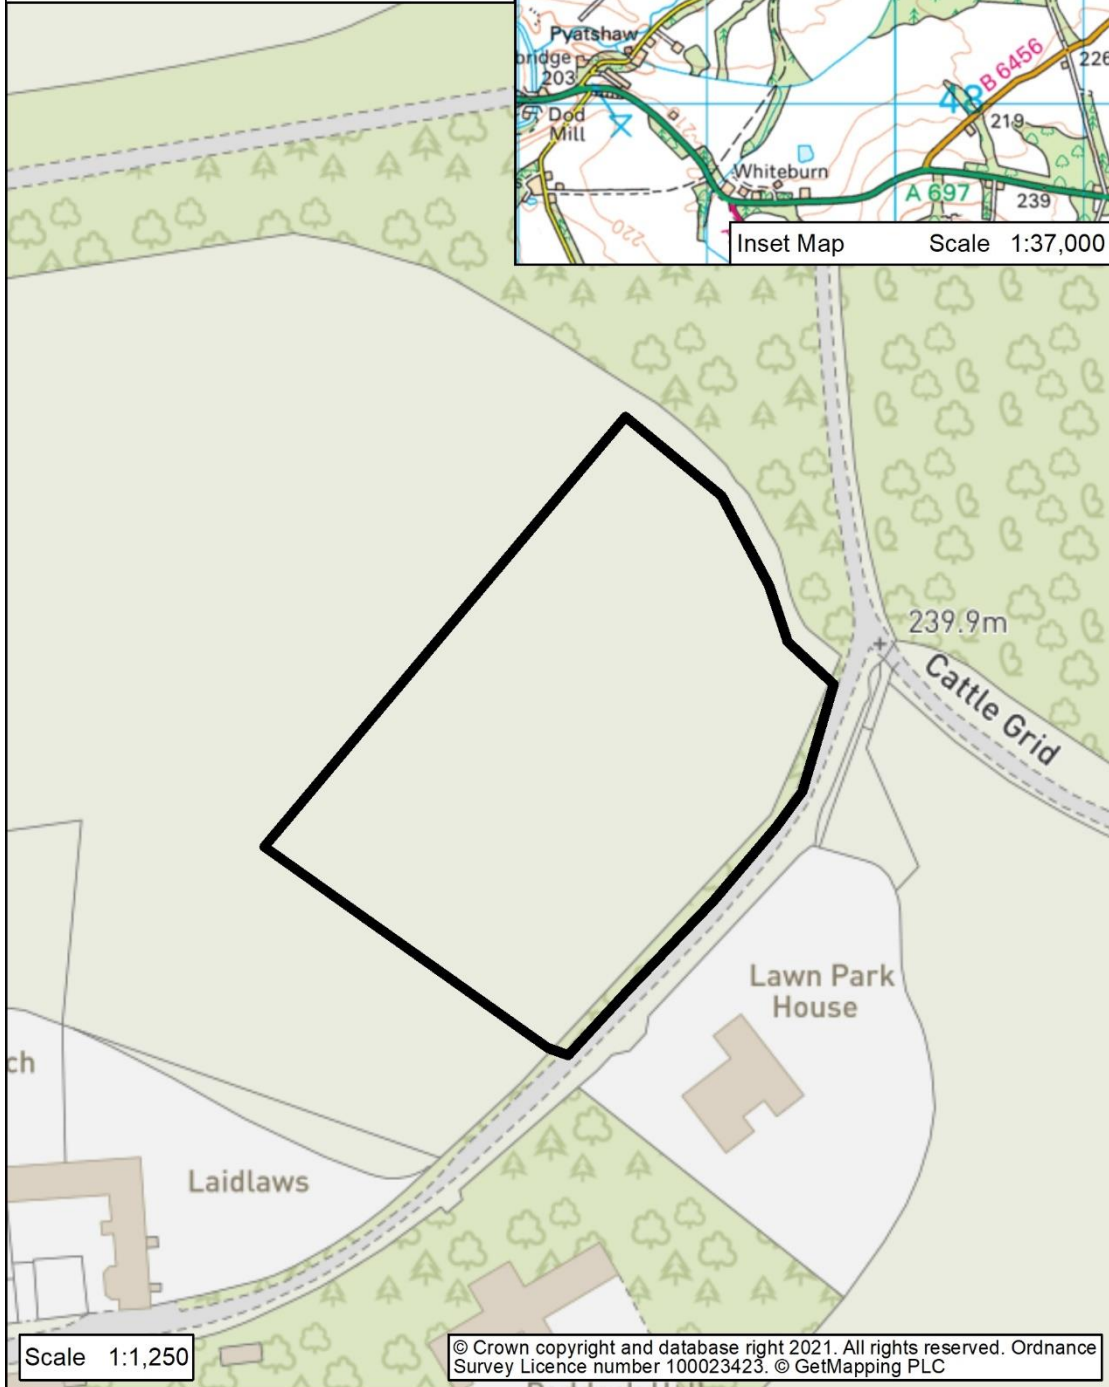 Pyatshaw
bridge
203
Dod
Mill
B 6456
226
48
219
Whiteburn
A 697
239
220
Inset Map Scale 1:37,000
239.9m
Cattle Grid
Lawn Park
House
ch
Laidlaws
Scale 1:1,250
© Crown copyright and database right 2021. All rights reserved. Ordnance
Survey Licence number 100023423. © GetMapping PLC